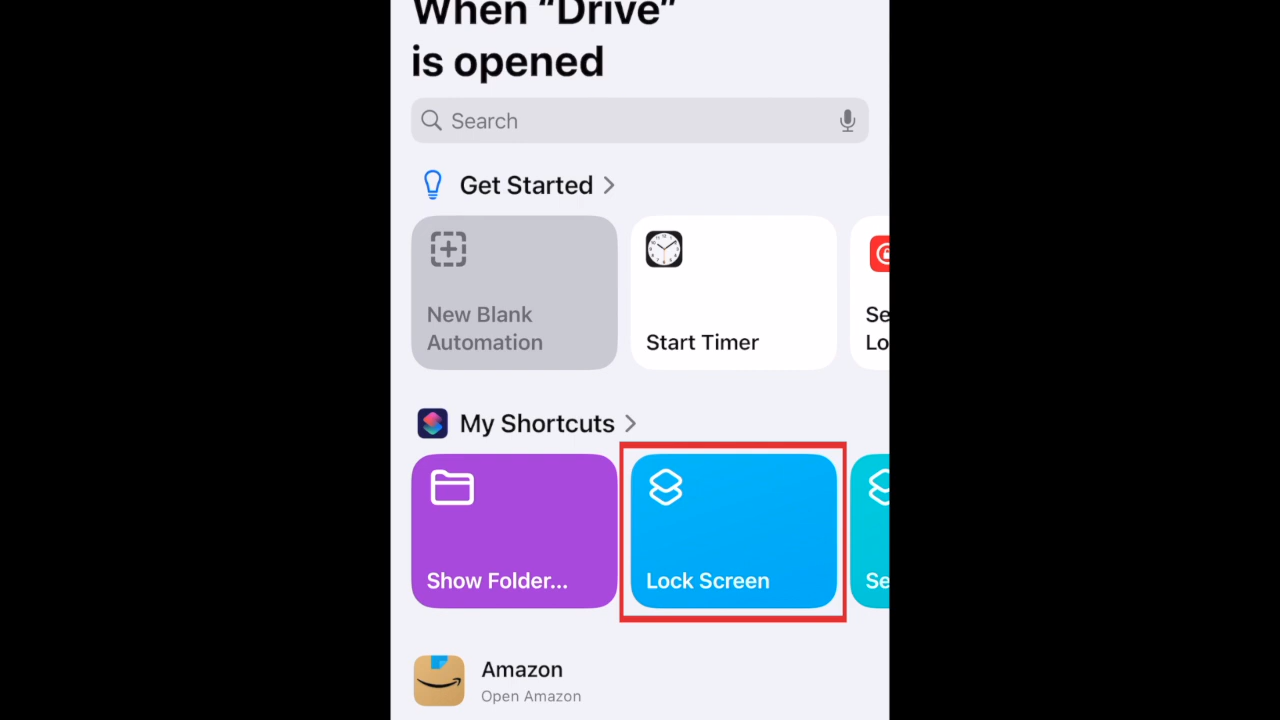 When “Drive”
is opened
Search
Get Started
New Blank
Automation
Start Timer
Se
Lo
My Shortcuts
Show Folder...
Lock Screen
Se
Amazon
Open Amazon